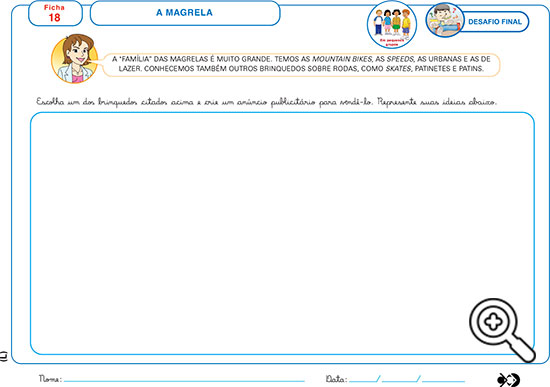 Ficha
18
A MAGRELA
Em pequenos
grupos
DESAFIO FINAL
A "FAMÍLIA" DAS MAGRELAS É MUITO GRANDE. TEMOS AS MOUNTAIN BIKES, AS SPEEDS, AS URBANAS E AS DE
LAZER. CONHECEMOS TAMBÉM OUTROS BRINQUEDOS SOBRE RODAS, COMO SKATES, PATINETES E PATINS.
Escolha um dos brinquedos citados acima e crie um anúncio publicitário para vendê-lo. Represente suas ideias abaixo.
Nome:
Data: / /